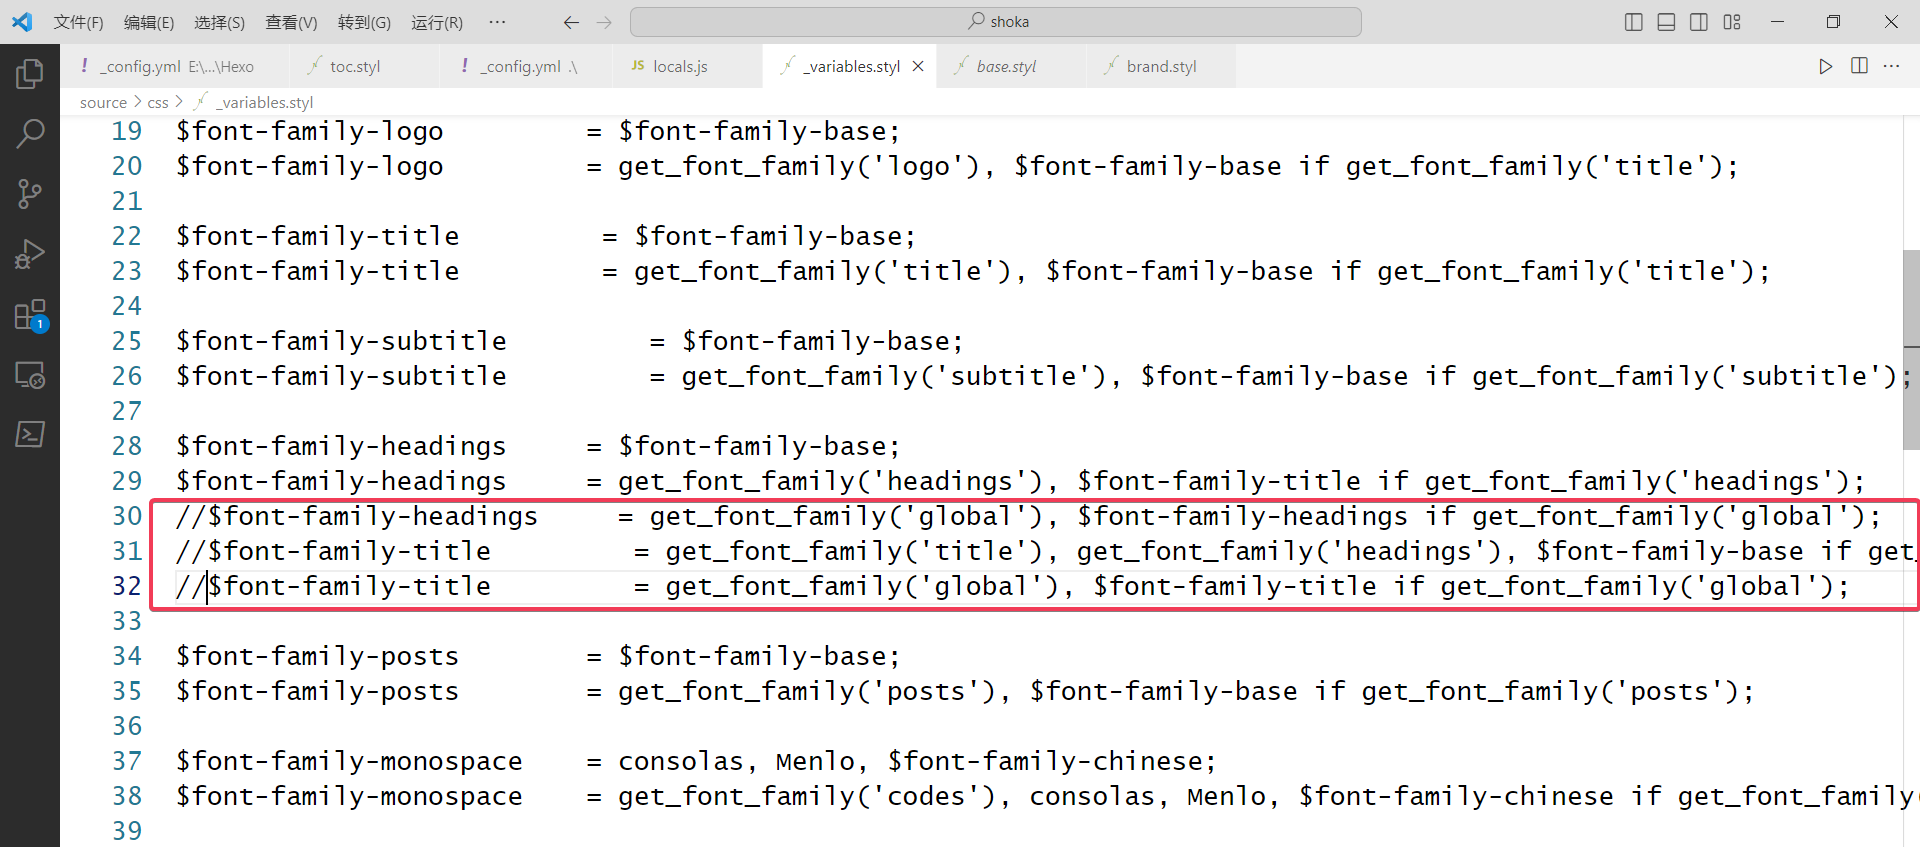 文件(F) 编辑(E) 选择(S) 查看(V) 转到(G) 运行(R) ··· shoka
! _config.yml E:\...\Hexo toc.styl ! _config.yml .\ JS locals.js _variables.styl base.styl brand.styl
source > css > _variables.styl
19 $font-family-logo = $font-family-base;
20 $font-family-logo = get_font_family('logo'), $font-family-base if get_font_family('title');
21
22 $font-family-title = $font-family-base;
23 $font-family-title = get_font_family('title'), $font-family-base if get_font_family('title');
24
25 $font-family-subtitle = $font-family-base;
26 $font-family-subtitle = get_font_family('subtitle'), $font-family-base if get_font_family('subtitle');
27
28 $font-family-headings = $font-family-base;
29 $font-family-headings = get_font_family('headings'), $font-family-title if get_font_family('headings');
30 //$font-family-headings = get_font_family('global'), $font-family-headings if get_font_family('global');
31 //$font-family-title = get_font_family('title'), get_font_family('headings'), $font-family-base if get_
32 //$font-family-title = get_font_family('global'), $font-family-title if get_font_family('global');
33
34 $font-family-posts = $font-family-base;
35 $font-family-posts = get_font_family('posts'), $font-family-base if get_font_family('posts');
36
37 $font-family-monospace = consolas, Menlo, $font-family-chinese;
38 $font-family-monospace = get_font_family('codes'), consolas, Menlo, $font-family-chinese if get_font_family(
39
1